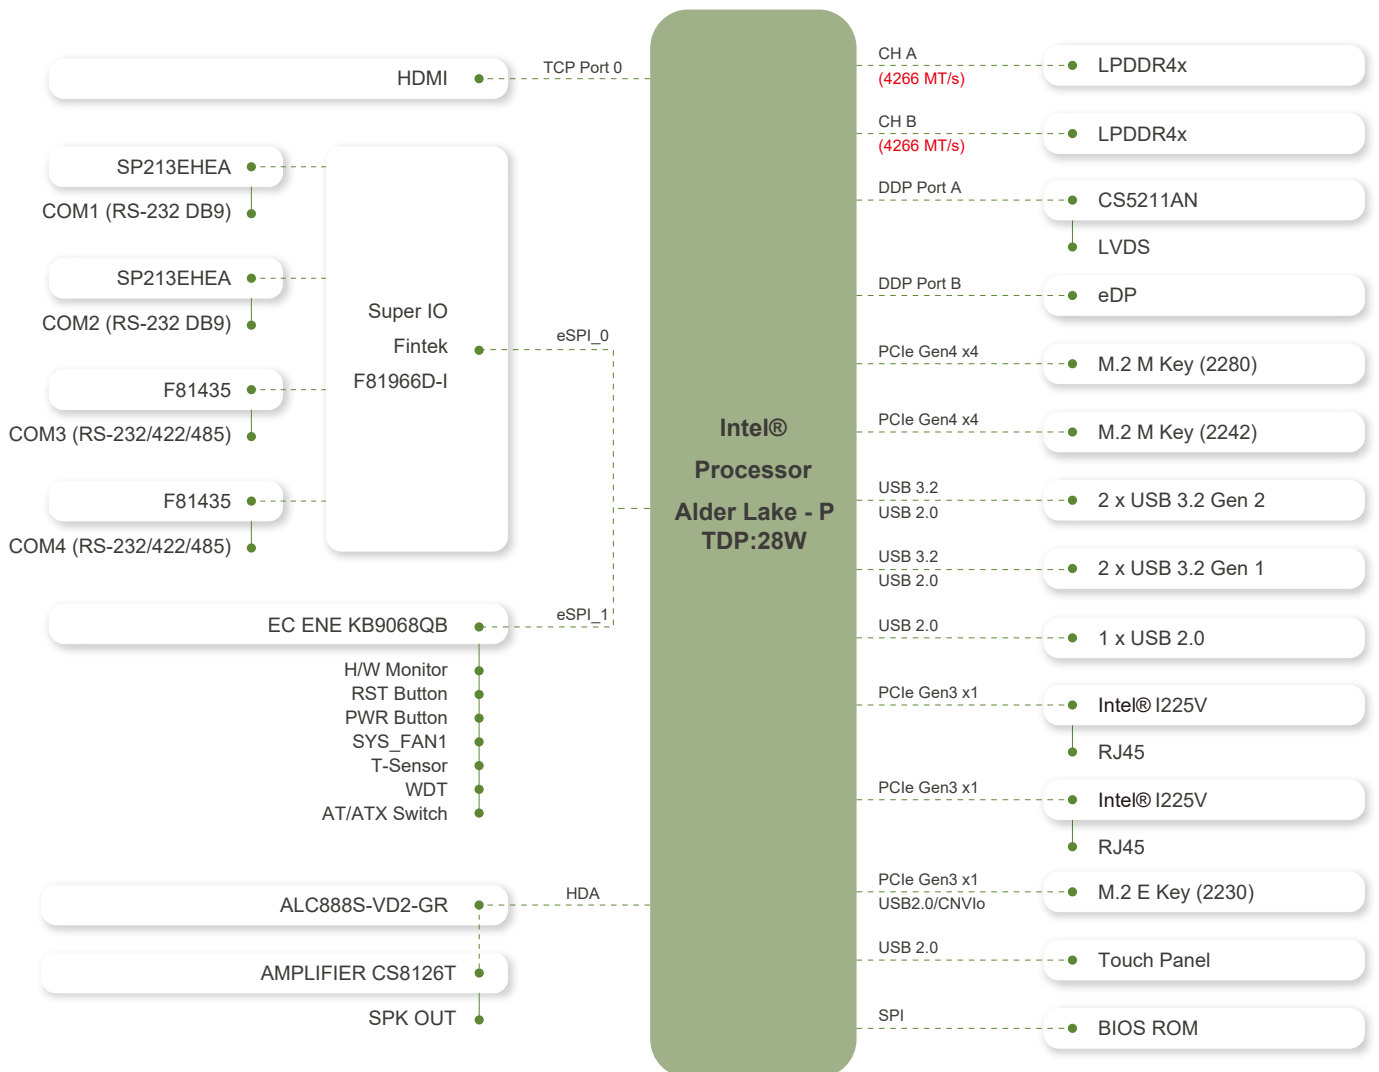 HDMI
TCP Port 0
SP213EHEA
COM1 (RS-232 DB9)
SP213EHEA
COM2 (RS-232 DB9)
F81435
COM3 (RS-232/422/485)
F81435
COM4 (RS-232/422/485)
Super IO
Fintek
F81966D-I
eSPI_0
EC ENE KB9068QB
eSPI_1
H/W Monitor
RST Button
PWR Button
SYS_FAN1
T-Sensor
WDT
AT/ATX Switch
ALC888S-VD2-GR
HDA
AMPLIFIER CS8126T
SPK OUT
Intel®
Processor
Alder Lake - P
TDP:28W
CH A
(4266 MT/s)
LPDDR4x
CH B
(4266 MT/s)
LPDDR4x
DDP Port A
CS5211AN
LVDS
DDP Port B
eDP
PCIe Gen4 x4
M.2 M Key (2280)
PCIe Gen4 x4
M.2 M Key (2242)
USB 3.2
USB 2.0
2 x USB 3.2 Gen 2
USB 3.2
USB 2.0
2 x USB 3.2 Gen 1
USB 2.0
1 x USB 2.0
PCIe Gen3 x1
Intel® I225V
RJ45
PCIe Gen3 x1
Intel® I225V
RJ45
PCIe Gen3 x1
USB2.0/CNVIo
M.2 E Key (2230)
USB 2.0
Touch Panel
SPI
BIOS ROM